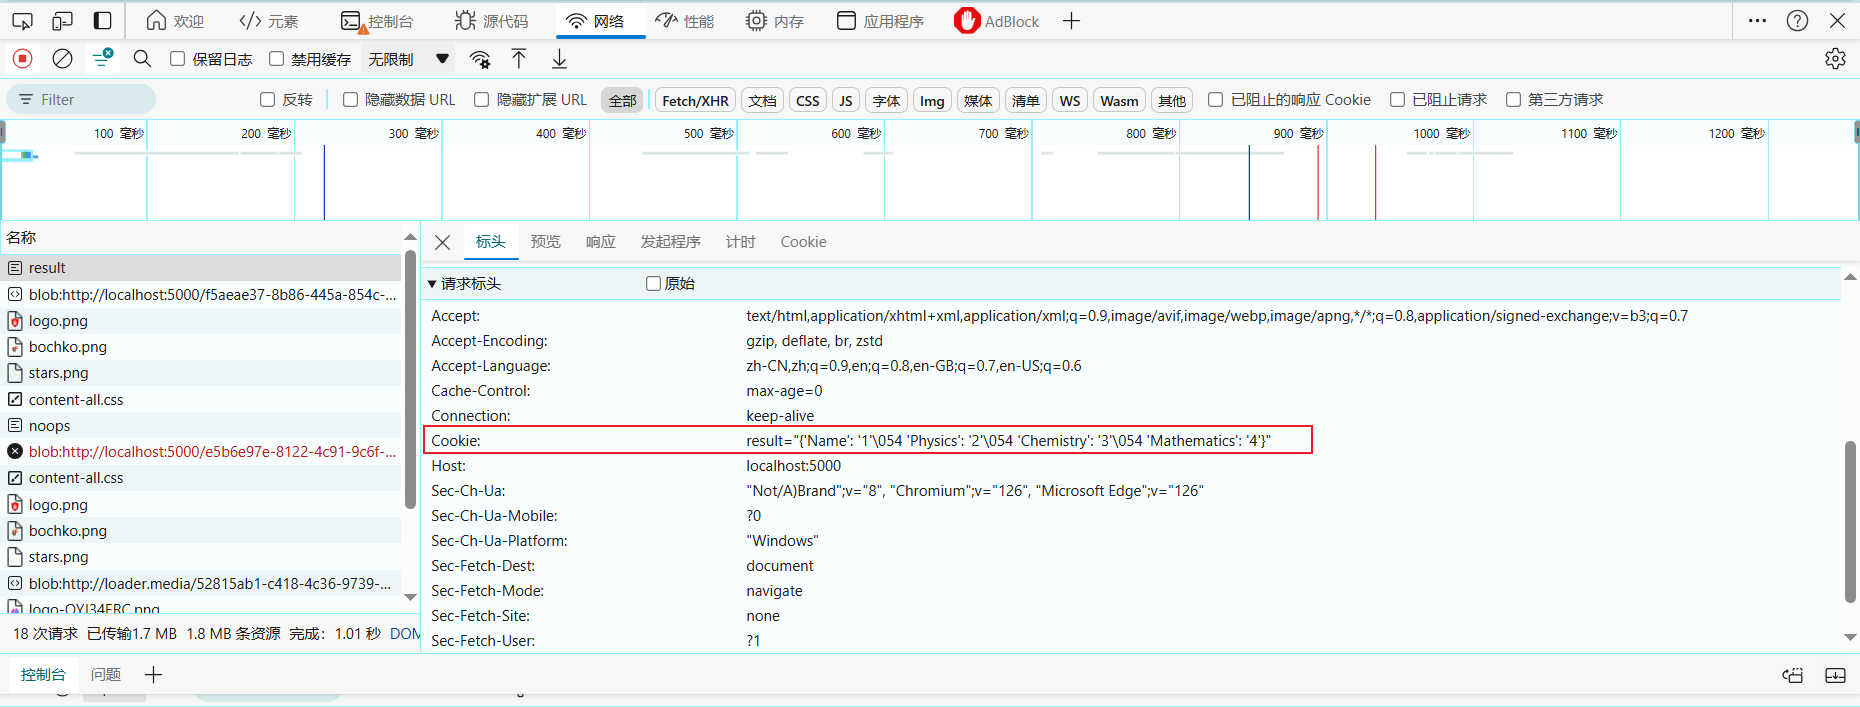 欢迎 元素 控制台 源代码 网络 性能 内存 应用程序 AdBlock
保留日志 禁用缓存 无限制
Filter 反转 隐藏数据 URL 隐藏扩展 URL 全部 Fetch/XHR 文档 CSS JS 字体 Img 媒体 清单 WS Wasm 其他 已阻止的响应 Cookie 已阻止请求 第三方请求
100 毫秒 200 毫秒 300 毫秒 400 毫秒 500 毫秒 600 毫秒 700 毫秒 800 毫秒 900 毫秒 1000 毫秒 1100 毫秒 1200 毫秒
名称
result
blob:http://localhost:5000/f5aeae37-8b86-445a-854c-...
logo.png
bochko.png
stars.png
content-all.css
noops
blob:http://localhost:5000/e5b6e97e-8122-4c91-9c6f-...
content-all.css
logo.png
bochko.png
stars.png
blob:http://loader.media/52815ab1-c418-4c36-9739-...
18 次请求 已传输1.7 MB 1.8 MB 条资源 完成: 1.01 秒 DOM
标头 预览 响应 发起程序 计时 Cookie
请求标头 原始
Accept: text/html,application/xhtml+xml,application/xml;q=0.9,image/avif,image/webp,image/apng,*/*;q=0.8,application/signed-exchange;v=b3;q=0.7
Accept-Encoding: gzip, deflate, br, zstd
Accept-Language: zh-CN,zh;q=0.9,en;q=0.8,en-GB;q=0.7,en-US;q=0.6
Cache-Control: max-age=0
Connection: keep-alive
Cookie: result="{'Name': '1'\054 'Physics': '2'\054 'Chemistry': '3'\054 'Mathematics': '4'}"
Host: localhost:5000
Sec-Ch-Ua: "Not/A)Brand";v="8", "Chromium";v="126", "Microsoft Edge";v="126"
Sec-Ch-Ua-Mobile: ?0
Sec-Ch-Ua-Platform: "Windows"
Sec-Fetch-Dest: document
Sec-Fetch-Mode: navigate
Sec-Fetch-Site: none
Sec-Fetch-User: ?1
控制台 问题